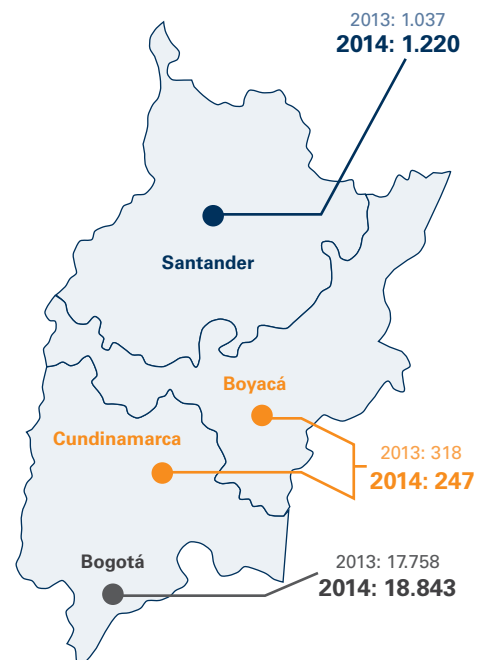 2013: 1.037
2014: 1.220
Santander
Boyacá
Cundinamarca
2013: 318
2014: 247
Bogotá
2013: 17.758
2014: 18.843